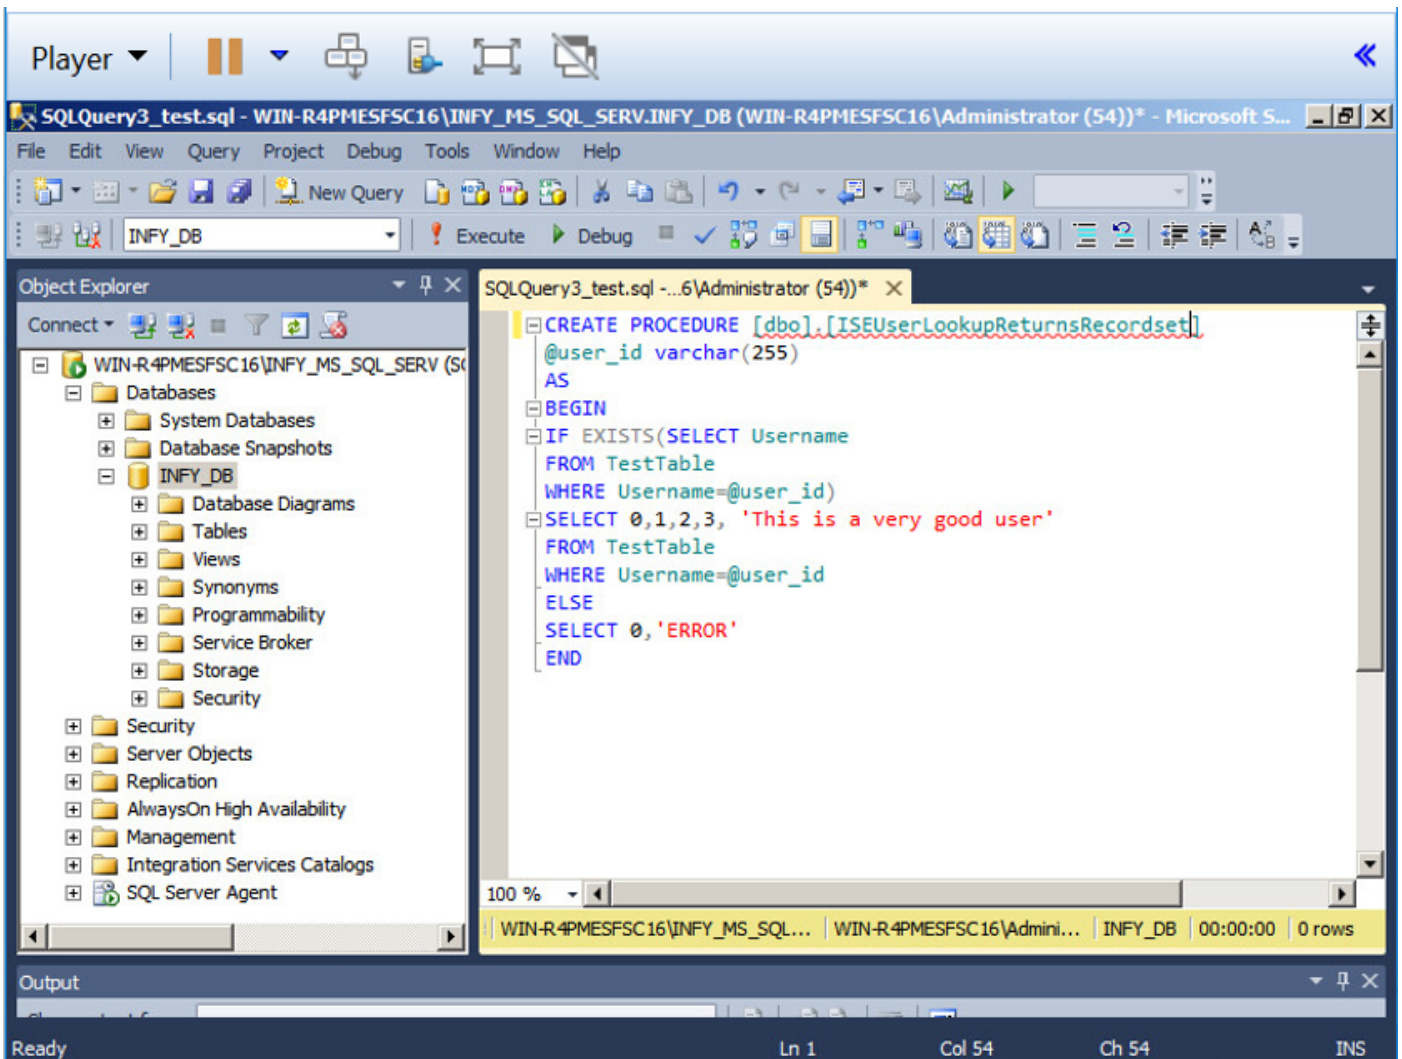 Player
SQLQuery3_test.sql - WIN-R4PMESFSC16\INFY_MS_SQL_SERV.INFY_DB (WIN-R4PMESFSC16\Administrator (54))* - Microsoft S...
File Edit View Query Project Debug Tools Window Help
New Query
INFY_DB Execute Debug
Object Explorer
Connect
WIN-R4PMESFSC16\INFY_MS_SQL_SERV (S
Databases
System Databases
Database Snapshots
INFY_DB
Database Diagrams
Tables
Views
Synonyms
Programmability
Service Broker
Storage
Security
Security
Server Objects
Replication
AlwaysOn High Availability
Management
Integration Services Catalogs
SQL Server Agent
SQLQuery3_test.sql -...6\Administrator (54))*
CREATE PROCEDURE [dbo].[ISEUserLookupReturnsRecordset]
@user_id varchar(255)
AS
BEGIN
IF EXISTS(SELECT Username
FROM TestTable
WHERE Username=@user_id)
SELECT 0,1,2,3, 'This is a very good user'
FROM TestTable
WHERE Username=@user_id
ELSE
SELECT 0,'ERROR'
END
100 %
WIN-R4PMESFSC16\INFY_MS_SQL... WIN-R4PMESFSC16\Admini... INFY_DB 00:00:00 0 rows
Output
Ready Ln 1 Col 54 Ch 54 INS